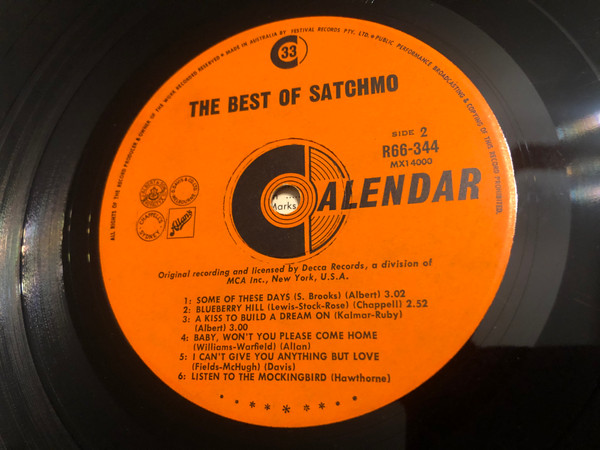 ALL RIGHTS OF THE RECORD PRODUCER & OWNER OF THE WORK RECORDED RESERVED • MADE IN AUSTRALIA BY FESTIVAL RECORDS PTY. LTD. • PUBLIC PERFORMANCE BROADCASTING & COPYING OF THIS RECORD PROHIBITED
33
THE BEST OF SATCHMO
SIDE 2
R66-344
MX14000
CALENDAR
Marks
CHAPPELL
SYDNEY
Allans
Original recording and licensed by Decca Records, a division of
MCA Inc., New York, U.S.A.
1: SOME OF THESE DAYS (S. Brooks) (Albert) 3.02
2: BLUEBERRY HILL (Lewis-Stock-Rose) (Chappell) 2.52
3: A KISS TO BUILD A DREAM ON (Kalmar-Ruby)
(Albert) 3.00
4: BABY, WON'T YOU PLEASE COME HOME
(Williams-Warfield) (Allan)
5: I CAN'T GIVE YOU ANYTHING BUT LOVE
(Fields-McHugh) (Davis)
6: LISTEN TO THE MOCKINGBIRD (Hawthorne)